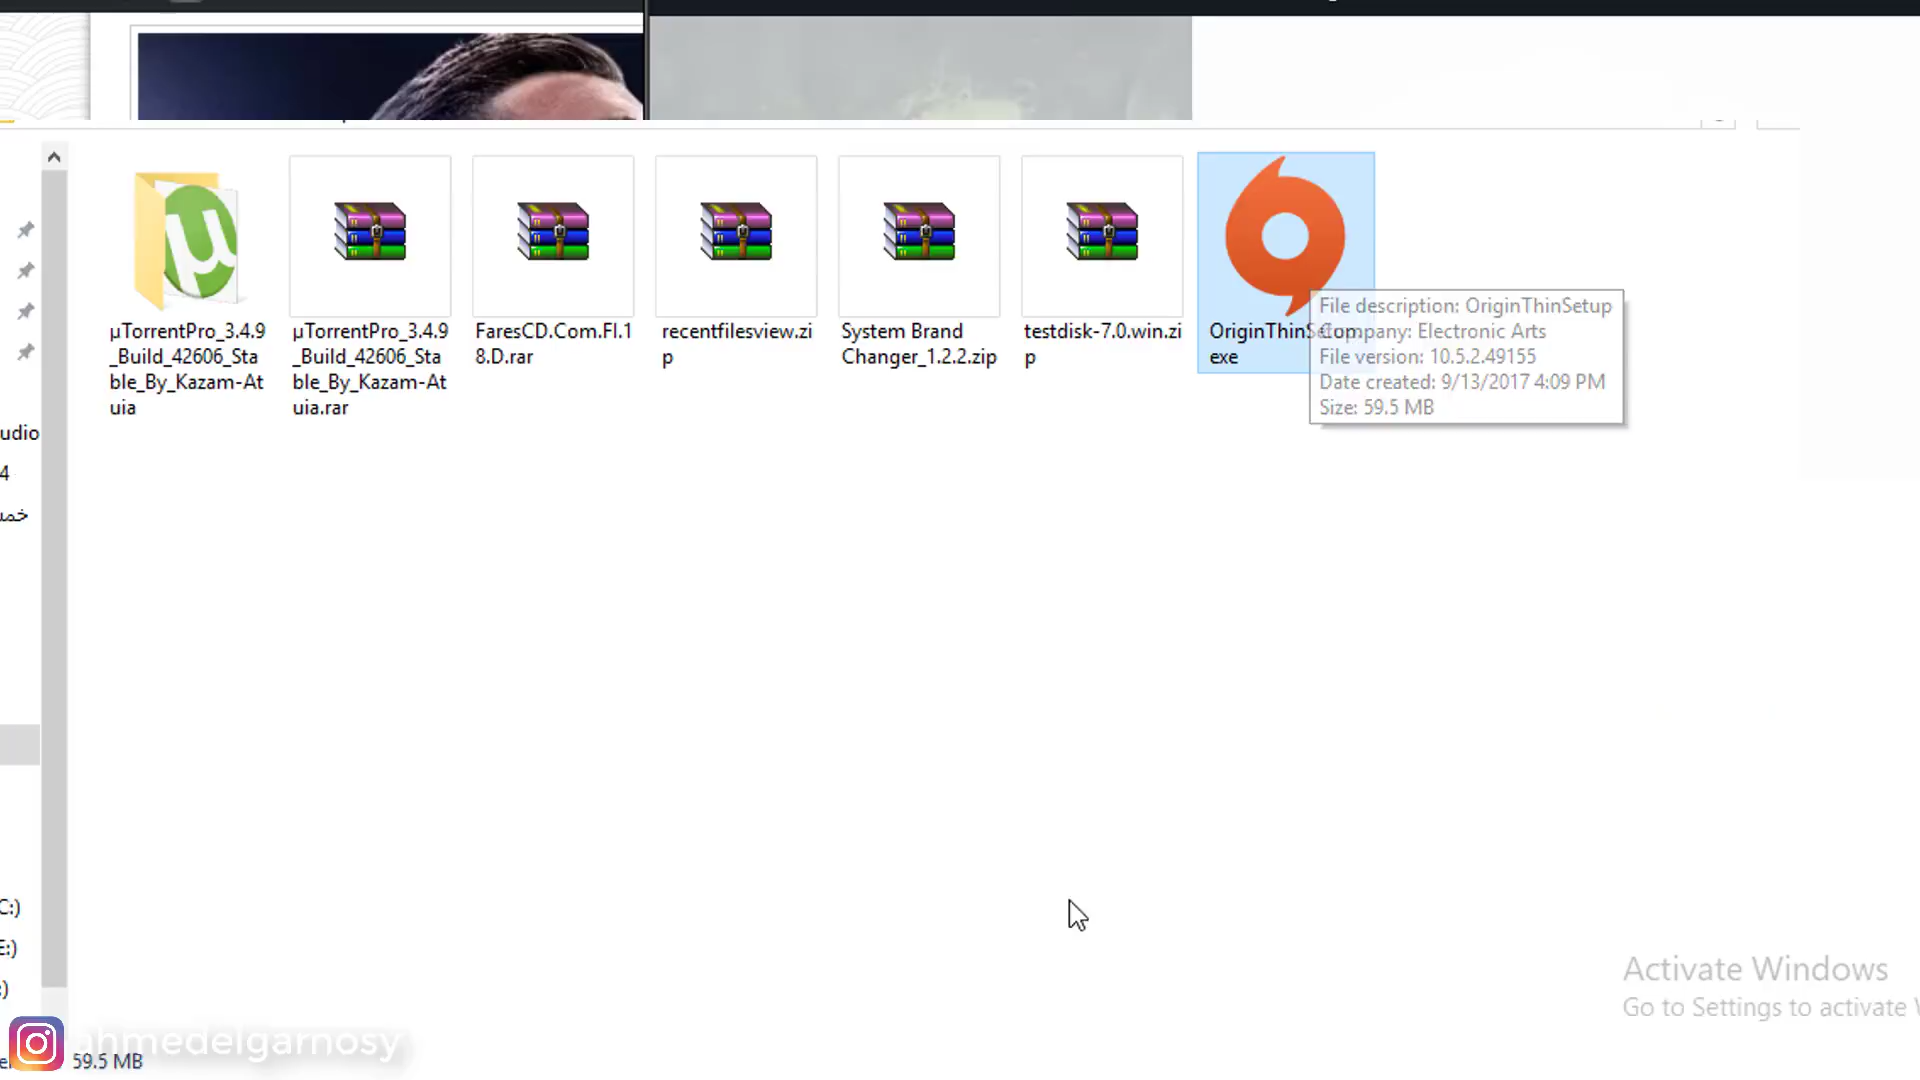 µTorrentPro_3.4.9
_Build_42606_Sta
ble_By_Kazam-At
uia
µTorrentPro_3.4.9
_Build_42606_Sta
ble_By_Kazam-At
uia.rar
FaresCD.Com.FI.1
8.D.rar
recentfilesview.zi
p
System Brand
Changer_1.2.2.zip
testdisk-7.0.win.zi
p
OriginThinSetup.
exe
File description: OriginThinSetup
Company: Electronic Arts
File version: 10.5.2.49155
Date created: 9/13/2017 4:09 PM
Size: 59.5 MB
udio
4
خمس
C:)
E:)
:)
Activate Windows
Go to Settings to activate W
ahmedelgarnosy
59.5 MB